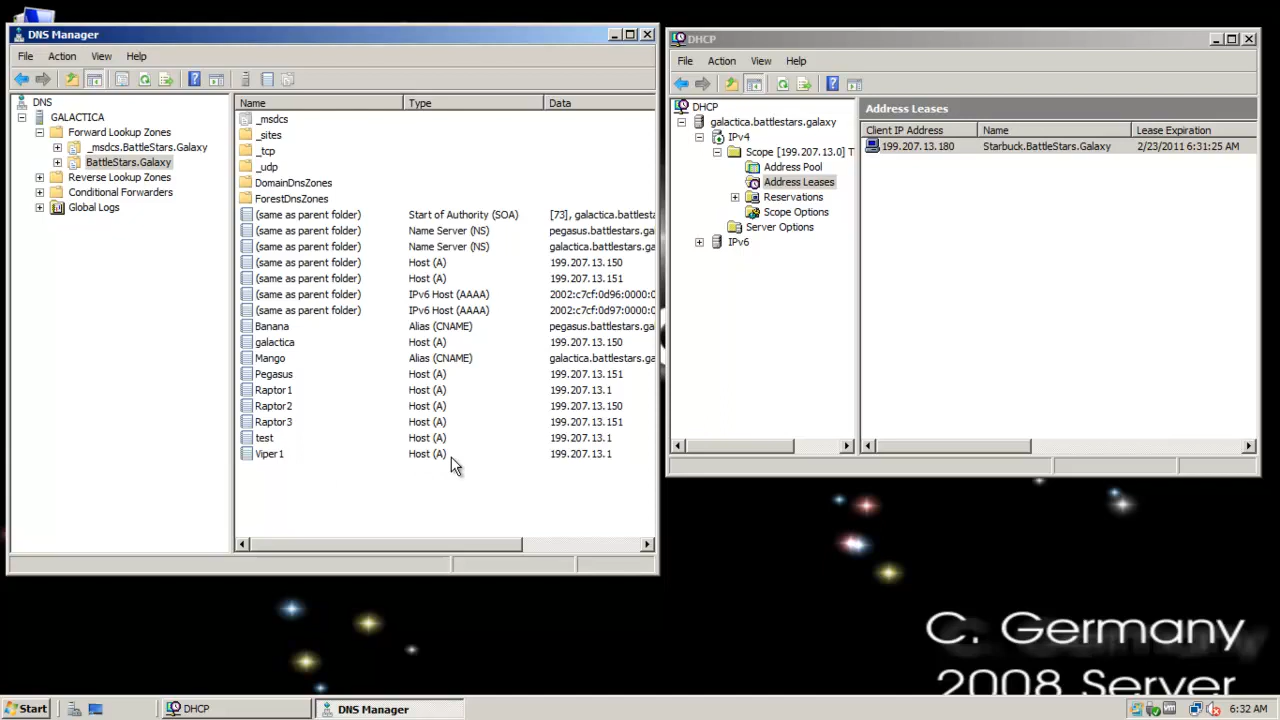 DNS Manager
File Action View Help
DNS
GALACTICA
Forward Lookup Zones
_msdcs.BattleStars.Galaxy
BattleStars.Galaxy
Reverse Lookup Zones
Conditional Forwarders
Global Logs
Name Type Data
_msdcs
_sites
_tcp
_udp
DomainDnsZones
ForestDnsZones
(same as parent folder) Start of Authority (SOA) [73], galactica.battlesta
(same as parent folder) Name Server (NS) pegasus.battlestars.ga
(same as parent folder) Name Server (NS) galactica.battlestars.ga
(same as parent folder) Host (A) 199.207.13.150
(same as parent folder) Host (A) 199.207.13.151
(same as parent folder) IPv6 Host (AAAA) 2002:c7cf:0d96:0000:0
(same as parent folder) IPv6 Host (AAAA) 2002:c7cf:0d97:0000:0
Banana Alias (CNAME) pegasus.battlestars.gal
galactica Host (A) 199.207.13.150
Mango Alias (CNAME) galactica.battlestars.ga
Pegasus Host (A) 199.207.13.151
Raptor1 Host (A) 199.207.13.1
Raptor2 Host (A) 199.207.13.150
Raptor3 Host (A) 199.207.13.151
test Host (A) 199.207.13.1
Viper1 Host (A) 199.207.13.1
DHCP
File Action View Help
DHCP
galactica.battlestars.galaxy
IPv4
Scope [199.207.13.0] T
Address Pool
Address Leases
Reservations
Scope Options
Server Options
IPv6
Address Leases
Client IP Address Name Lease Expiration
199.207.13.180 Starbuck.BattleStars.Galaxy 2/23/2011 6:31:25 AM
C. Germany
2008 Server
Start DHCP DNS Manager 6:32 AM